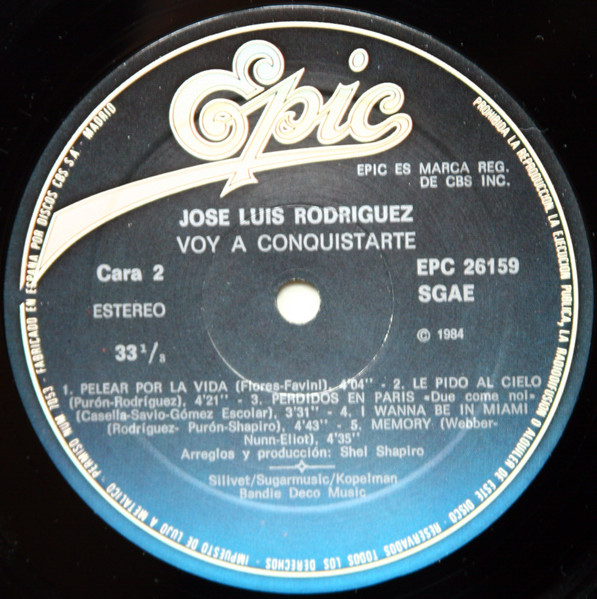 Epic
EPIC ES MARCA REG.
DE CBS INC.
JOSE LUIS RODRIGUEZ
VOY A CONQUISTARTE
Cara 2
EPC 26159
ESTEREO
SGAE
33 1/3
© 1984
1. PELEAR POR LA VIDA (Flores-Favini), 4'04" - 2. LE PIDO AL CIELO
(Purón-Rodríguez), 4'21" - 3. PERDIDOS EN PARIS «Due come noi»
(Casella-Savio-Gómez Escolar), 3'31" - 4. I WANNA BE IN MIAMI
(Rodríguez- Purón-Shapiro), 4'43" - 5. MEMORY (Webber-
Nunn-Eliot), 4'35"
Arreglos y producción: Shel Shapiro
Silivet/Sugarmusic/Kopelman
Bandie Deco Music
IMPUESTO DE LUJO A METALICO - PERMISO NUM 7053 - FABRICADO EN ESPAÑA POR DISCOS CBS S.A - MADRID
PROHIBIDA LA REPRODUCCION, LA EJECUCION PUBLICA, LA RADIODIFUSION O ALQUILER DE ESTE DISCO - RESERVADOS TODOS LOS DERECHOS -